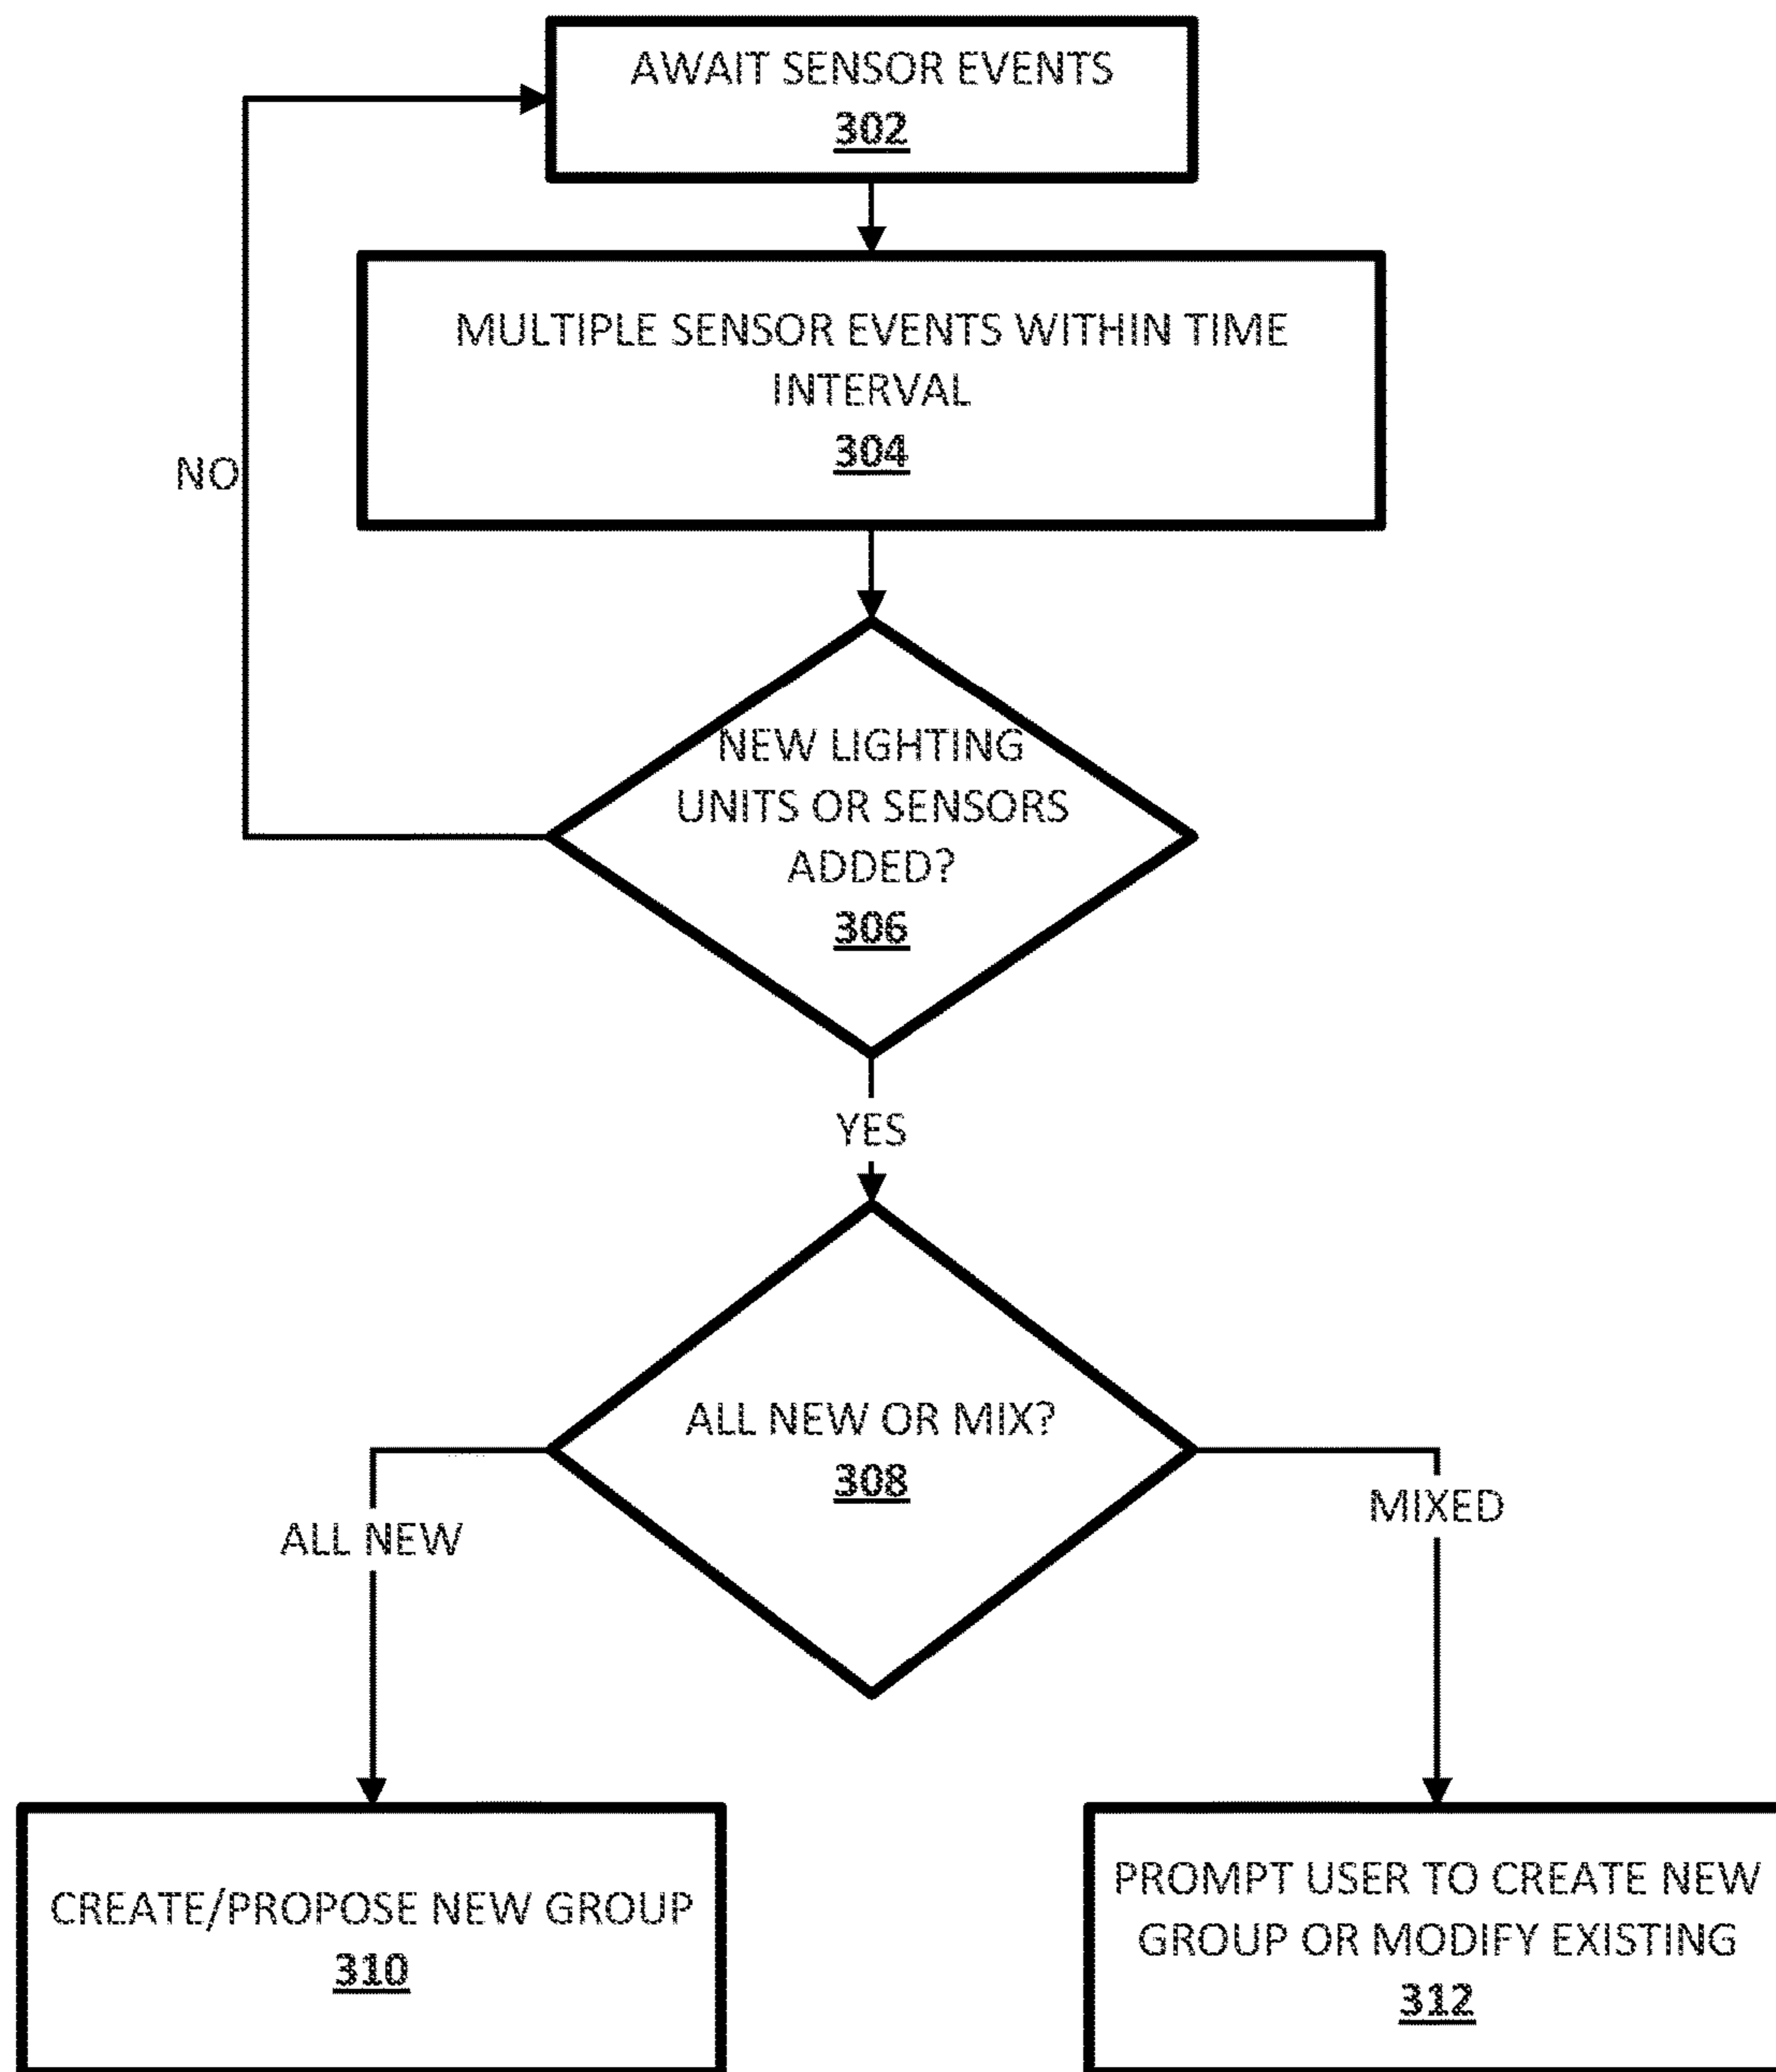 AWAIT SENSOR EVENTS
302
MULTIPLE SENSOR EVENTS WITHIN TIME
INTERVAL
304
NO
NEW LIGHTING
UNITS OR SENSORS
ADDED?
306
YES
ALL NEW OR MIX?
308
ALL NEW
MIXED
CREATE/PROPOSE NEW GROUP
310
PROMPT USER TO CREATE NEW
GROUP OR MODIFY EXISTING
312